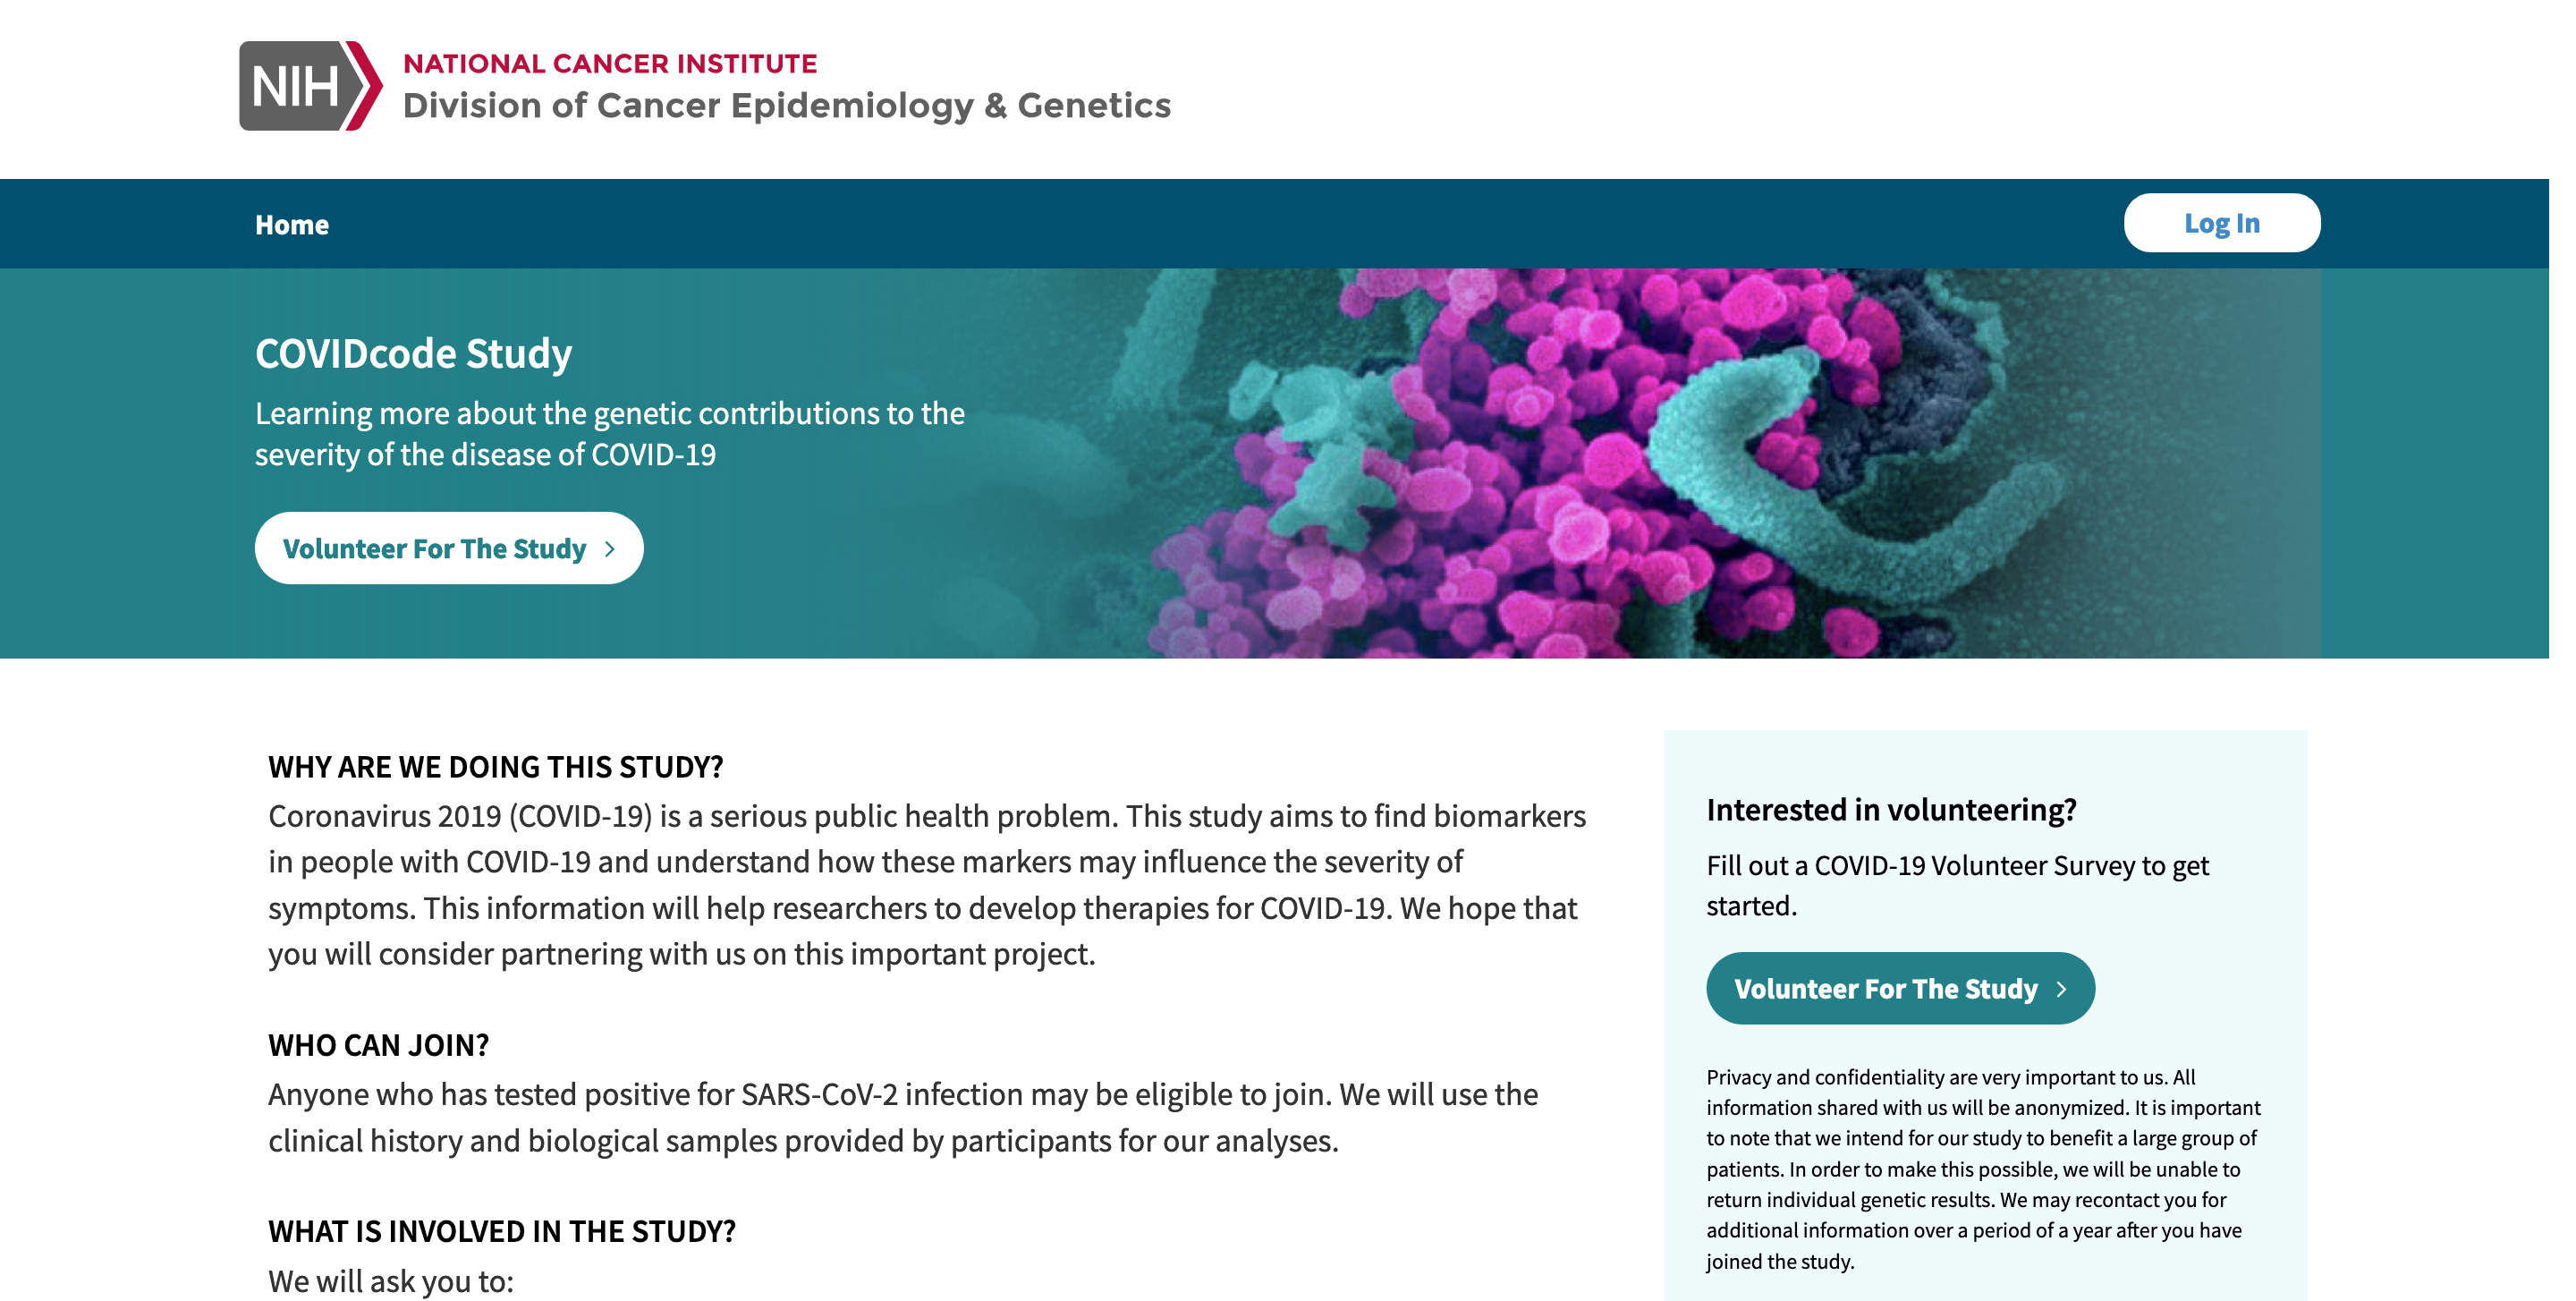 NIH
NATIONAL CANCER INSTITUTE
Division of Cancer Epidemiology & Genetics
Home
Log In
COVIDcode Study
Learning more about the genetic contributions to the
severity of the disease of COVID-19
Volunteer For The Study
WHY ARE WE DOING THIS STUDY?
Coronavirus 2019 (COVID-19) is a serious public health problem. This study aims to find biomarkers
in people with COVID-19 and understand how these markers may influence the severity of
symptoms. This information will help researchers to develop therapies for COVID-19. We hope that
you will consider partnering with us on this important project.
WHO CAN JOIN?
Anyone who has tested positive for SARS-CoV-2 infection may be eligible to join. We will use the
clinical history and biological samples provided by participants for our analyses.
WHAT IS INVOLVED IN THE STUDY?
We will ask you to:
Interested in volunteering?
Fill out a COVID-19 Volunteer Survey to get
started.
Volunteer For The Study
Privacy and confidentiality are very important to us. All
information shared with us will be anonymized. It is important
to note that we intend for our study to benefit a large group of
patients. In order to make this possible, we will be unable to
return individual genetic results. We may recontact you for
additional information over a period of a year after you have
joined the study.